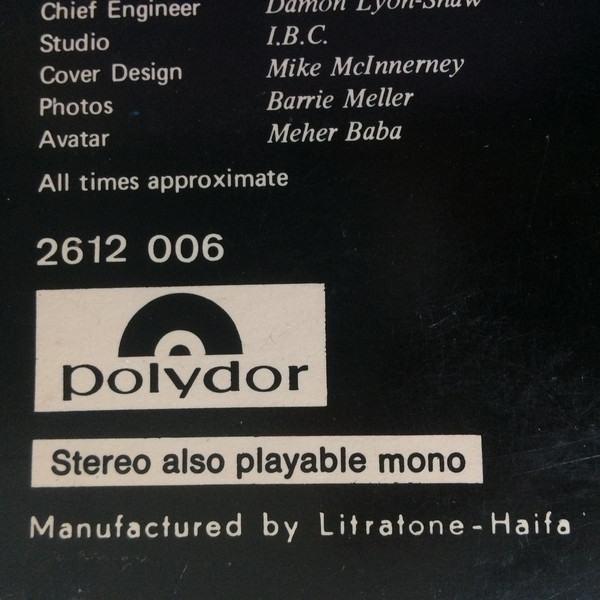 Chief Engineer Damon Lyon-Shaw
Studio I.B.C.
Cover Design Mike McInnerney
Photos Barrie Meller
Avatar Meher Baba
All times approximate
2612 006
polydor
Stereo also playable mono
Manufactured by Litratone-Haifa